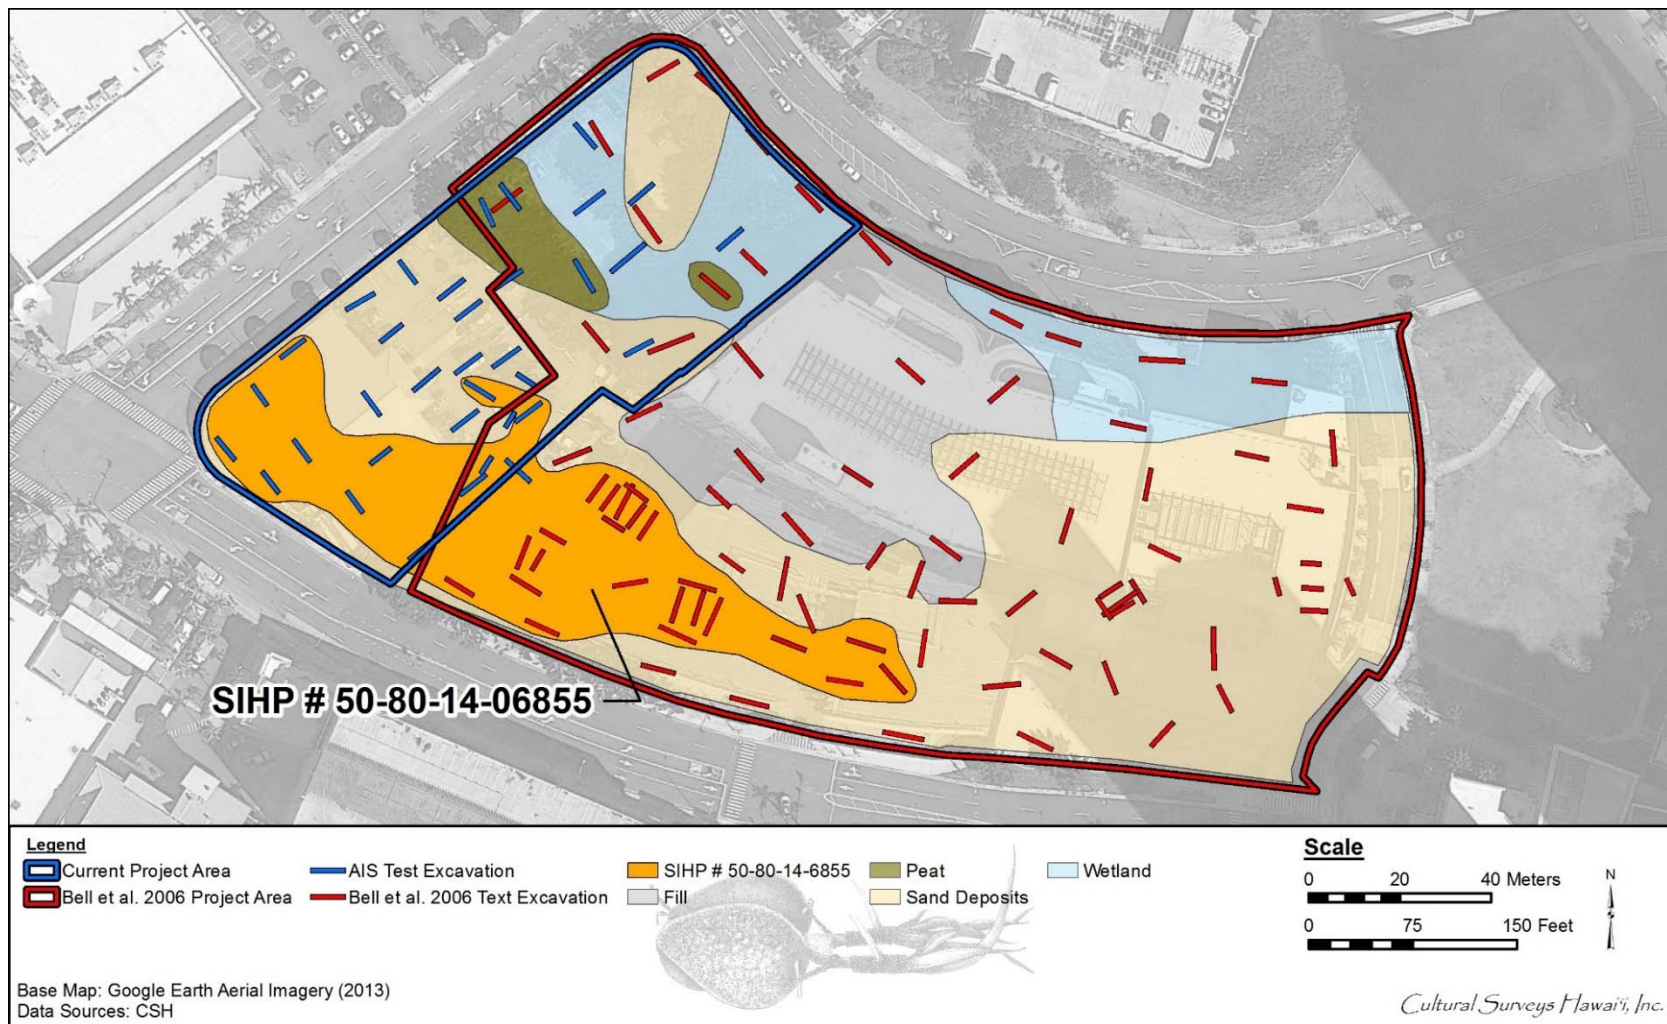 SIHP # 50-80-14-06855
Legend
Current Project Area
AIS Test Excavation
SIHP # 50-80-14-6855
Peat
Wetland
Bell et al. 2006 Project Area
Bell et al. 2006 Text Excavation
Fill
Sand Deposits
Scale
0 20 40 Meters
0 75 150 Feet
N
Base Map: Google Earth Aerial Imagery (2013)
Data Sources: CSH
Cultural Surveys Hawai‘i, Inc.